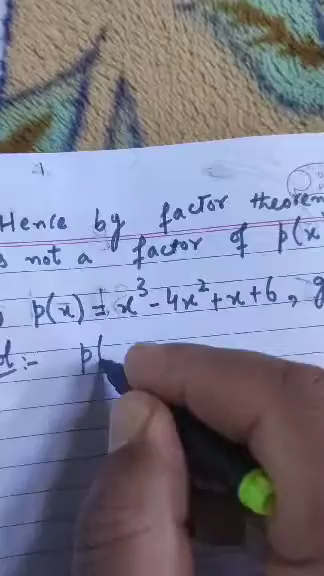 Hence by factor theorem
not a factor of p(x
p(x) = x³ - 4x² + x + 6, g
:- p(